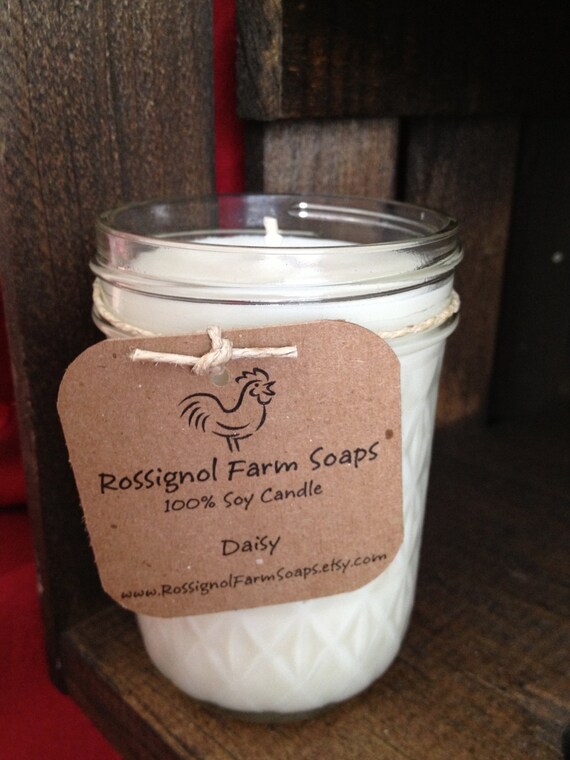 Rossignol Farm Soaps
100% Soy Candle
Daisy
www.RossignolFarmSoaps.etsy.com